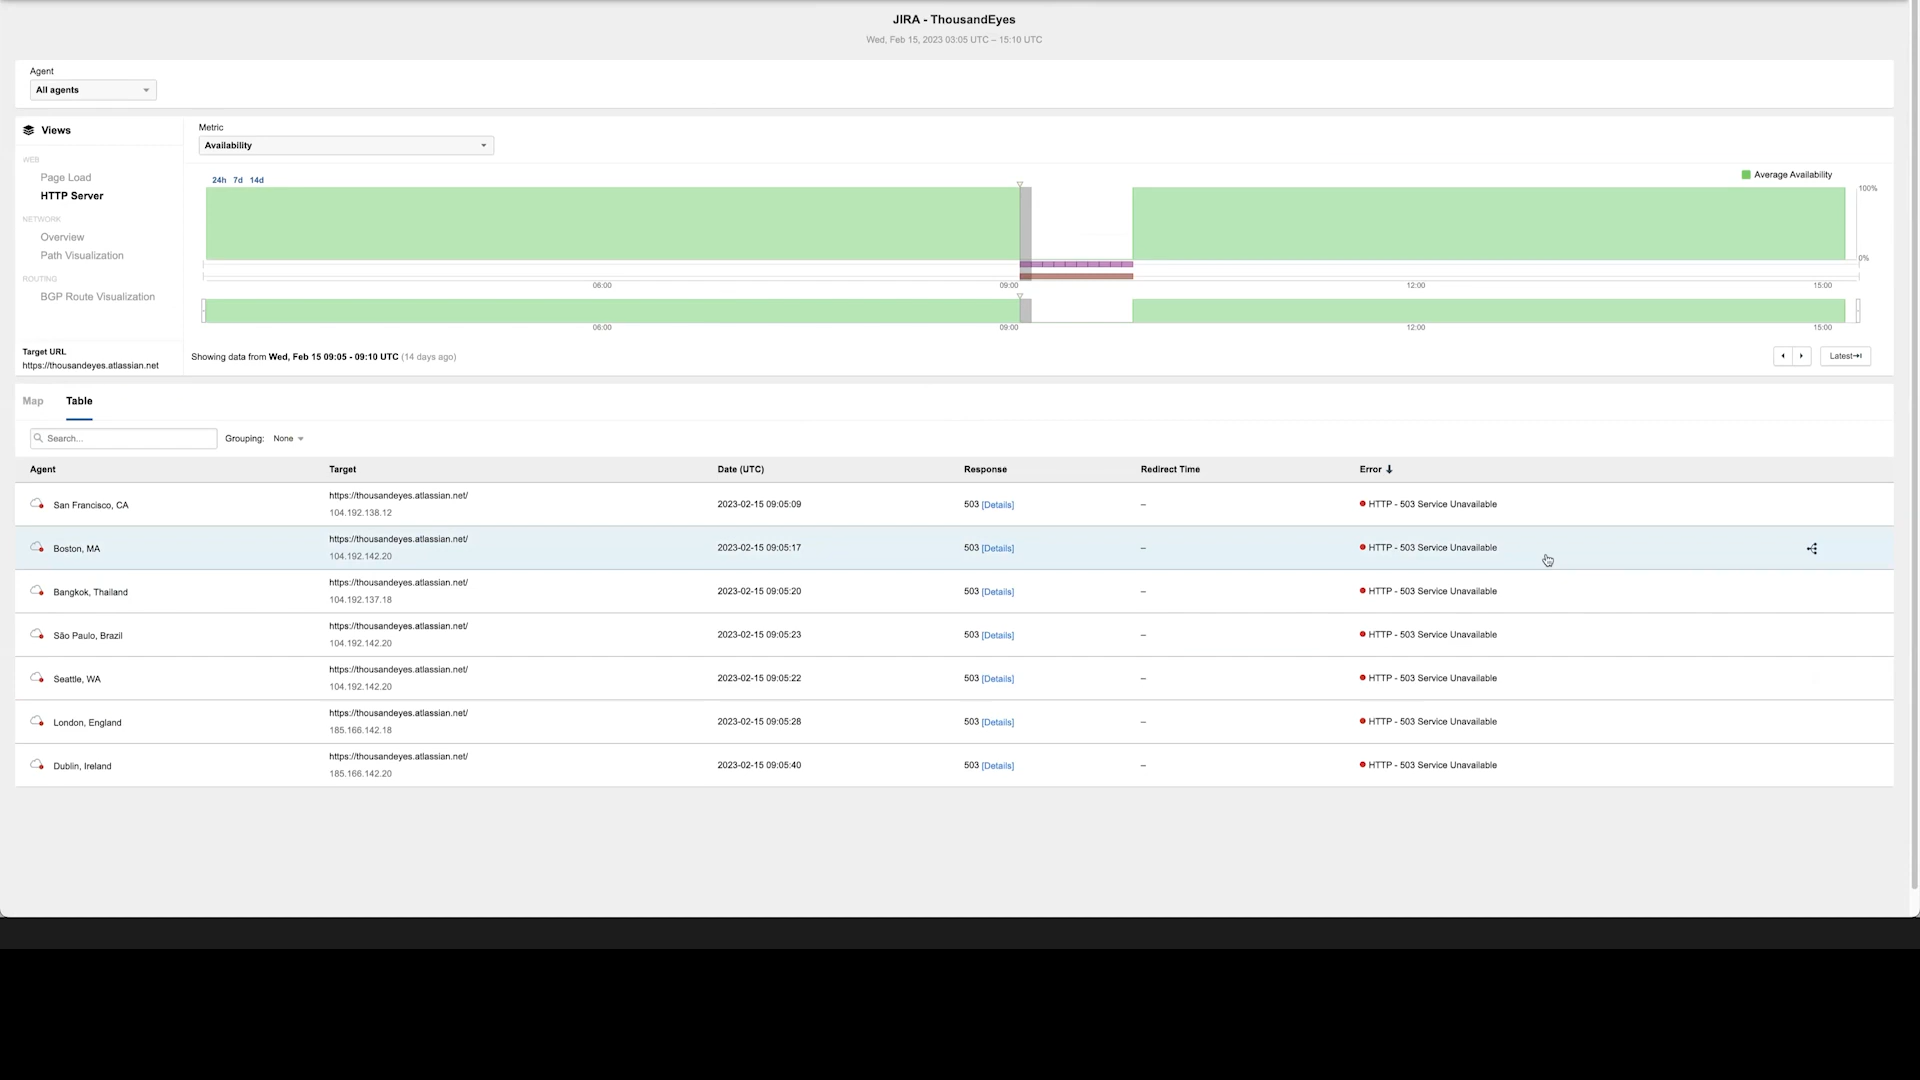 JIRA - ThousandEyes
Wed, Feb 15, 2023 03:05 UTC – 15:10 UTC
Agent
All agents
Views
WEB
Page Load
HTTP Server
NETWORK
Overview
Path Visualization
ROUTING
BGP Route Visualization
Target URL
https://thousandeyes.atlassian.net
Metric
Availability
24h 7d 14d
Average Availability
100%
0%
06:00 09:00 12:00 15:00
06:00 09:00 12:00 15:00
Showing data from Wed, Feb 15 09:05 - 09:10 UTC (14 days ago)
Latest
Map Table
Search... Grouping: None
Agent Target Date (UTC) Response Redirect Time Error
San Francisco, CA https://thousandeyes.atlassian.net/ 2023-02-15 09:05:09 503 [Details] – HTTP - 503 Service Unavailable
104.192.138.12
Boston, MA https://thousandeyes.atlassian.net/ 2023-02-15 09:05:17 503 [Details] – HTTP - 503 Service Unavailable
104.192.142.20
Bangkok, Thailand https://thousandeyes.atlassian.net/ 2023-02-15 09:05:20 503 [Details] – HTTP - 503 Service Unavailable
104.192.137.18
São Paulo, Brazil https://thousandeyes.atlassian.net/ 2023-02-15 09:05:23 503 [Details] – HTTP - 503 Service Unavailable
104.192.142.20
Seattle, WA https://thousandeyes.atlassian.net/ 2023-02-15 09:05:22 503 [Details] – HTTP - 503 Service Unavailable
104.192.142.20
London, England https://thousandeyes.atlassian.net/ 2023-02-15 09:05:28 503 [Details] – HTTP - 503 Service Unavailable
185.166.142.18
Dublin, Ireland https://thousandeyes.atlassian.net/ 2023-02-15 09:05:40 503 [Details] – HTTP - 503 Service Unavailable
185.166.142.20